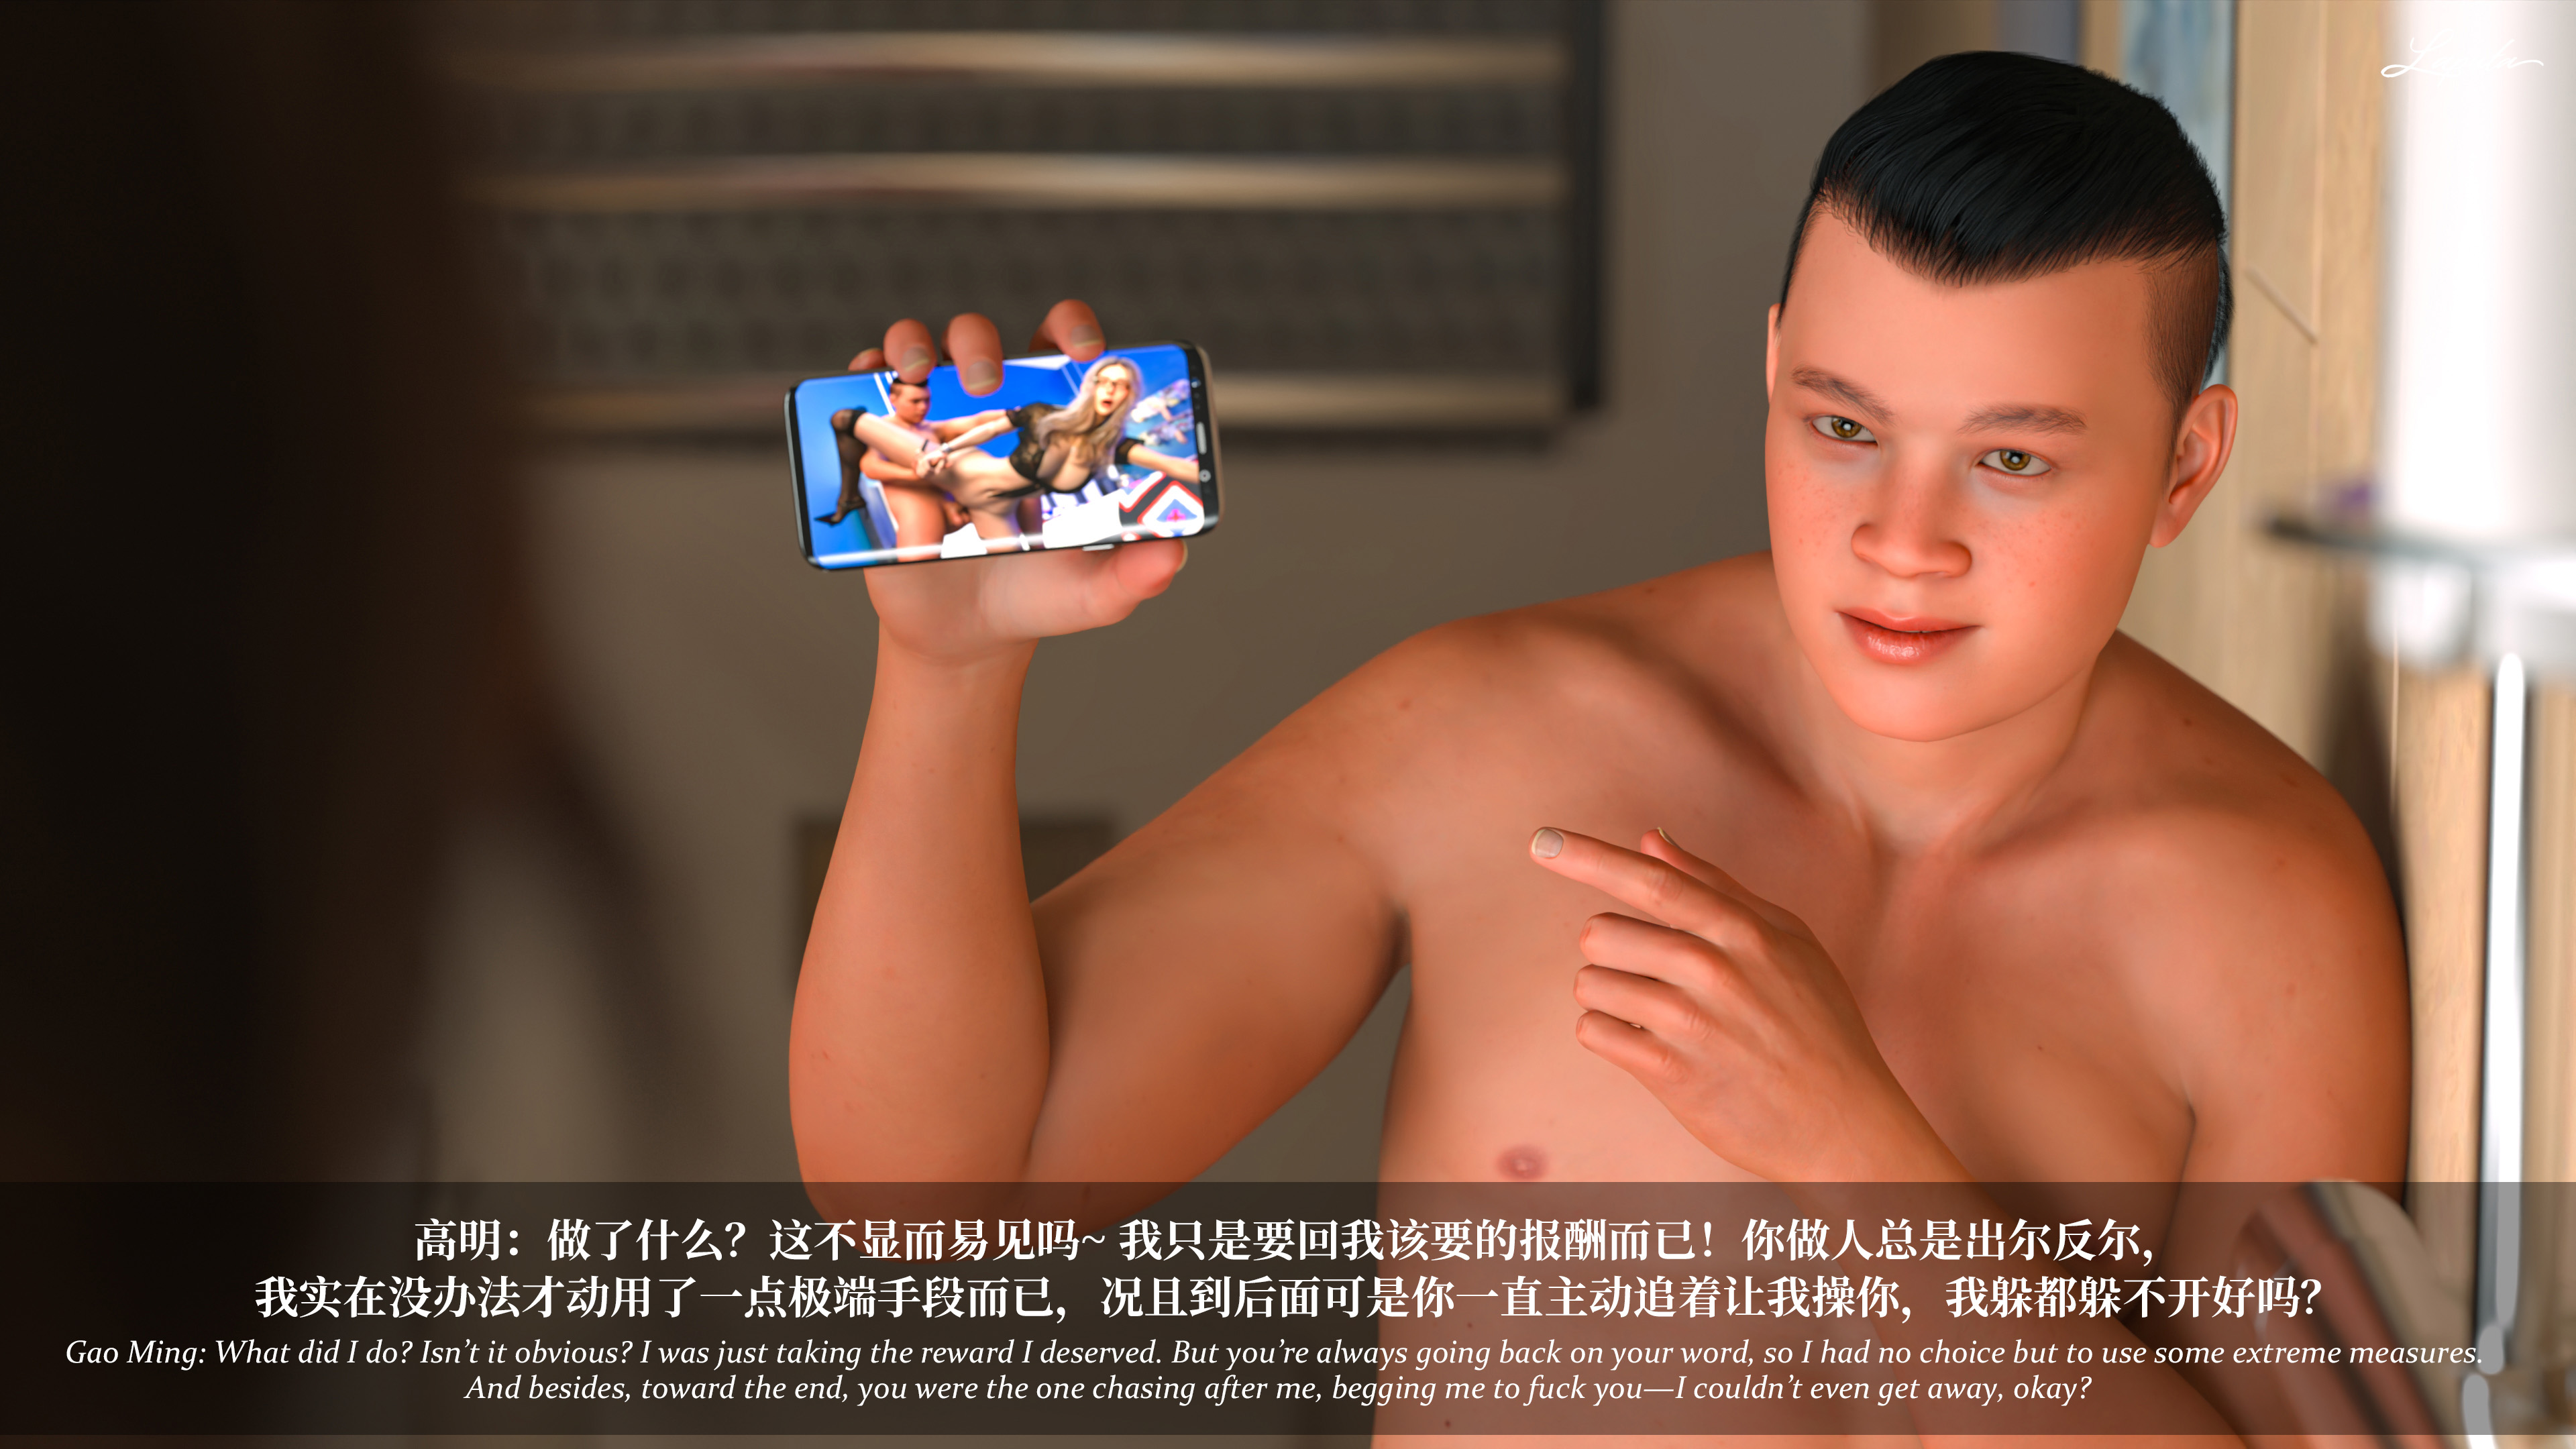 高明：做了什么？这不显而易见吗~ 我只是要回我该要的报酬而已！你做人总是出尔反尔，
我实在没办法才动用了一点极端手段而已，况且到后面可是你一直主动追着让我操你，我躲都躲不开好吗？
Gao Ming: What did I do? Isn’t it obvious? I was just taking the reward I deserved. But you’re always going back on your word, so I had no choice but to use some extreme measures.
And besides, toward the end, you were the one chasing after me, begging me to fuck you—I couldn’t even get away, okay?